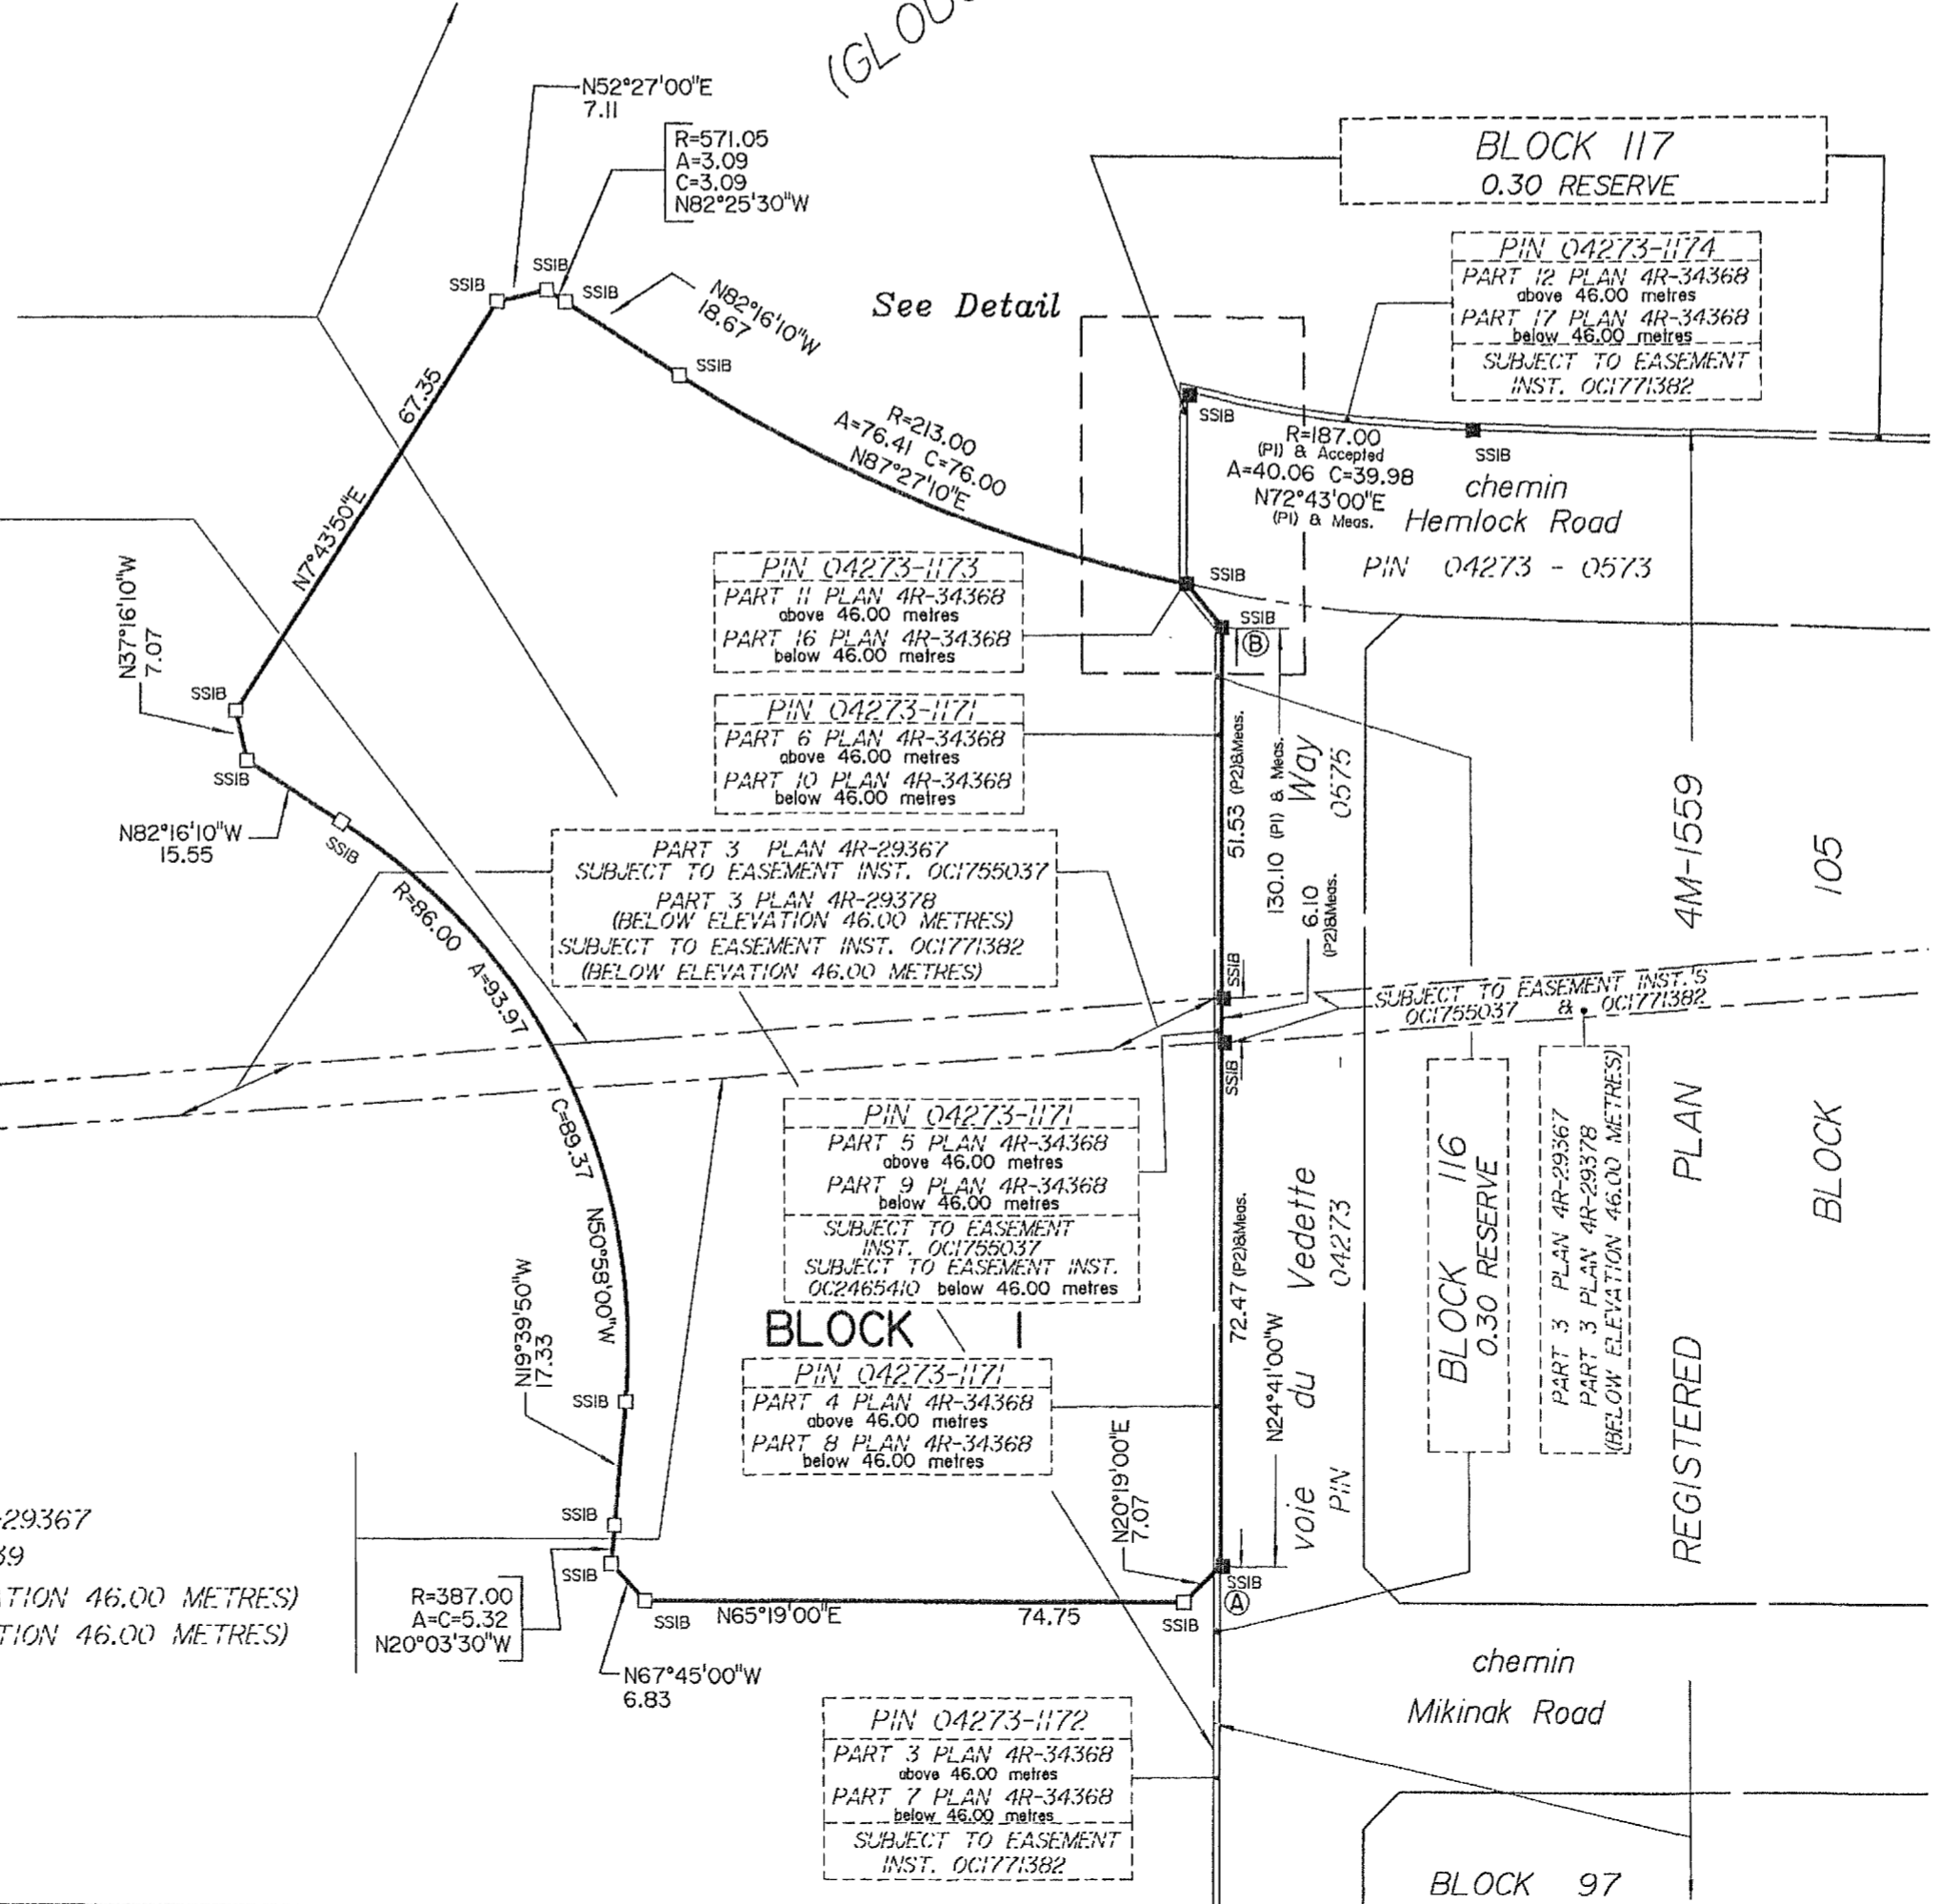 (GLOU
N52°27'00"E
7.11
R=571.05
A=3.09
C=3.09
N82°25'30"W
BLOCK 117
0.30 RESERVE
PIN 04273-1174
PART 12 PLAN 4R-34368
above 46.00 metres
PART 17 PLAN 4R-34368
below 46.00 metres
SUBJECT TO EASEMENT
INST. OC1771382
SSIB
SSIB
SSIB
N82°16'10"W
18.67
SSIB
See Detail
67.35
N7°43'50"E
R=213.00
A=76.41 C=76.00
N87°27'10"E
SSIB
R=187.00
(P1) & Accepted
A=40.06 C=39.98
N72°43'00"E
(P1) & Meas.
SSIB
chemin
Hemlock Road
PIN 04273 - 0573
SSIB
SSIB
B
PIN 04273-1173
PART 11 PLAN 4R-34368
above 46.00 metres
PART 16 PLAN 4R-34368
below 46.00 metres
N37°16'10"W
7.07
SSIB
SSIB
PIN 04273-1171
PART 6 PLAN 4R-34368
above 46.00 metres
PART 10 PLAN 4R-34368
below 46.00 metres
N82°16'10"W
15.55
SSIB
PART 3 PLAN 4R-29367
SUBJECT TO EASEMENT INST. OC1755037
PART 3 PLAN 4R-29378
(BELOW ELEVATION 46.00 METRES)
SUBJECT TO EASEMENT INST. OC1771382
(BELOW ELEVATION 46.00 METRES)
51.53 (P2)&Meas.
130.10 (P1) & Meas.
6.10
(P2)&Meas.
SSIB
SSIB
voie du Vedette Way
PIN 04273 - 0575
R=86.00 A=93.97 C=89.37 N50°58'00"W
SUBJECT TO EASEMENT INST.'S
OC1755037 & OC1771382
PIN 04273-1171
PART 5 PLAN 4R-34368
above 46.00 metres
PART 9 PLAN 4R-34368
below 46.00 metres
SUBJECT TO EASEMENT
INST. OC1755037
SUBJECT TO EASEMENT INST.
OC2465410 below 46.00 metres
BLOCK 1
72.47 (P2)&Meas.
N24°41'00"W
BLOCK 116
0.30 RESERVE
PART 3 PLAN 4R-29367
PART 3 PLAN 4R-29378
(BELOW ELEVATION 46.00 METRES)
REGISTERED PLAN 4M-1559
BLOCK 105
N19°39'50"W
17.33
SSIB
PIN 04273-1171
PART 4 PLAN 4R-34368
above 46.00 metres
PART 8 PLAN 4R-34368
below 46.00 metres
N20°19'00"E
7.07
SSIB
SSIB
-29367
39
ATION 46.00 METRES)
TION 46.00 METRES)
R=387.00
A=C=5.32
N20°03'30"W
SSIB
N65°19'00"E 74.75
SSIB
SSIB
A
N67°45'00"W
6.83
chemin
Mikinak Road
PIN 04273-1172
PART 3 PLAN 4R-34368
above 46.00 metres
PART 7 PLAN 4R-34368
below 46.00 metres
SUBJECT TO EASEMENT
INST. OC1771382
BLOCK 97